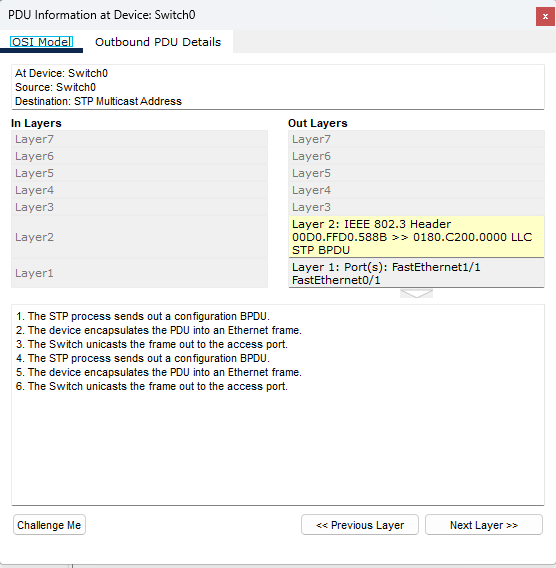 PDU Information at Device: Switch0
x
OSI Model
Outbound PDU Details
At Device: Switch0
Source: Switch0
Destination: STP Multicast Address
In Layers
Layer7
Layer6
Layer5
Layer4
Layer3
Layer2
Layer1
Out Layers
Layer7
Layer6
Layer5
Layer4
Layer3
Layer 2: IEEE 802.3 Header
00D0.FFD0.588B >> 0180.C200.0000 LLC
STP BPDU
Layer 1: Port(s): FastEthernet1/1
FastEthernet0/1
1. The STP process sends out a configuration BPDU.
2. The device encapsulates the PDU into an Ethernet frame.
3. The Switch unicasts the frame out to the access port.
4. The STP process sends out a configuration BPDU.
5. The device encapsulates the PDU into an Ethernet frame.
6. The Switch unicasts the frame out to the access port.
Challenge Me
<< Previous Layer
Next Layer >>